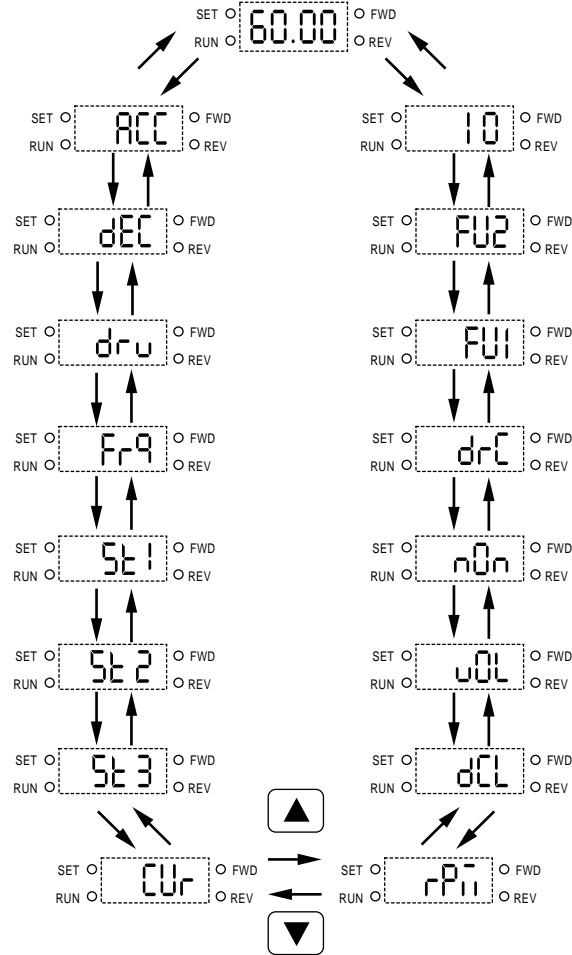 SET 60.00 FWD
RUN REV
SET ACC FWD
RUN REV
SET dEC FWD
RUN REV
SET drv FWD
RUN REV
SET Frq FWD
RUN REV
SET St1 FWD
RUN REV
SET St2 FWD
RUN REV
SET St3 FWD
RUN REV
SET CUr FWD
RUN REV
SET IO FWD
RUN REV
SET FU2 FWD
RUN REV
SET FU1 FWD
RUN REV
SET drC FWD
RUN REV
SET nOn FWD
RUN REV
SET vOL FWD
RUN REV
SET dCL FWD
RUN REV
SET rPm FWD
RUN REV